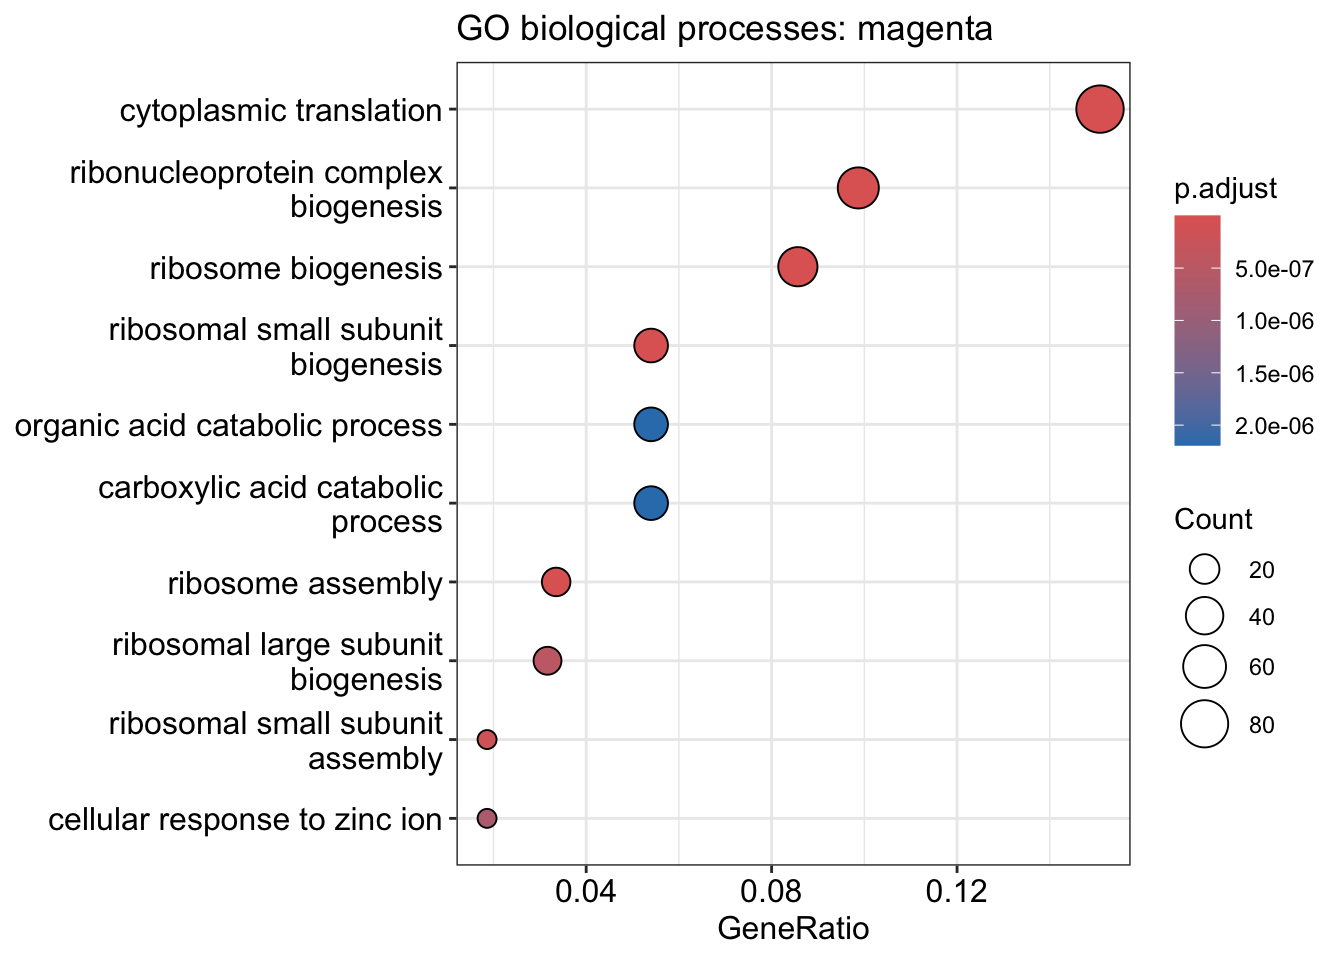 GO biological processes: magenta
cytoplasmic translation
ribonucleoprotein complex
biogenesis
ribosome biogenesis
ribosomal small subunit
biogenesis
organic acid catabolic process
carboxylic acid catabolic
process
ribosome assembly
ribosomal large subunit
biogenesis
ribosomal small subunit
assembly
cellular response to zinc ion
0.04 0.08 0.12
GeneRatio
p.adjust
5.0e-07
1.0e-06
1.5e-06
2.0e-06
Count
20
40
60
80